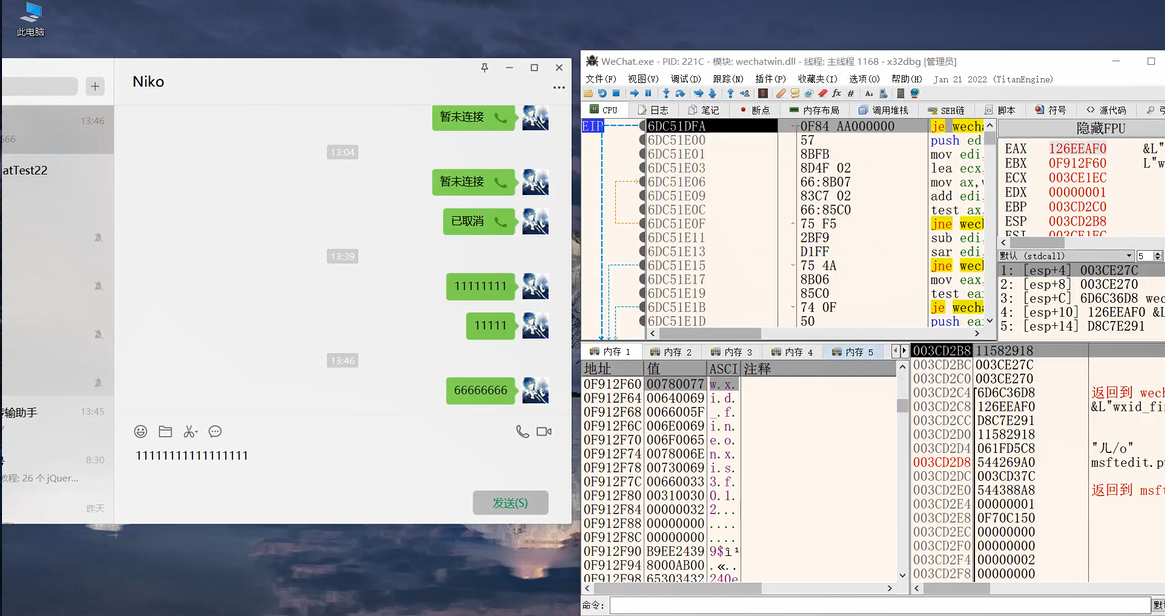 此电脑
Niko
13:46
666
atTest22
传输助手 13:45
8:30
教程: 26 个 jQuer...
昨天
暂未连接
13:04
暂未连接
已取消
13:39
11111111
11111
13:46
66666666
11111111111111111
发送(S)
WeChat.exe - PID: 221C - 模块: wechatwin.dll - 线程: 主线程 1168 - x32dbg [管理员]
文件(F) 视图(V) 调试(D) 跟踪(N) 插件(P) 收藏夹(I) 选项(O) 帮助(H) Jan 21 2022 (TitanEngine)
CPU 日志 笔记 断点 内存布局 调用堆栈 SEH链 脚本 符号 源代码 引
EIP
6DC51DFA 0F84 AA000000 je wecha
6DC51E00 57 push ed
6DC51E01 8BFB mov edi
6DC51E03 8D4F 02 lea ecx
6DC51E06 66:8B07 mov ax,
6DC51E09 83C7 02 add edi
6DC51E0C 66:85C0 test ax
6DC51E0F 75 F5 jne wec
6DC51E11 2BF9 sub edi
6DC51E13 D1FF sar edi
6DC51E15 75 4A jne wec
6DC51E17 8B06 mov eax
6DC51E19 85C0 test ea
6DC51E1B 74 0F je wecha
6DC51E1D 50 push ea
隐藏FPU
EAX 126EEAF0 &L"
EBX 0F912F60 L"w
ECX 003CE1EC
EDX 00000001
EBP 003CD2C0
ESP 003CD2B8
ESI 003CE1EC
默认 (stdcall) 5
1: [esp+4] 003CE27C
2: [esp+8] 003CE270
3: [esp+C] 6D6C36D8 wec
4: [esp+10] 126EEAF0 &L
5: [esp+14] D8C7E291
内存 1 内存 2 内存 3 内存 4 内存 5
地址 值 ASCI 注释
0F912F60 00780077 w.x.
0F912F64 00640069 i.d.
0F912F68 0066005F _.f.
0F912F6C 006E0069 i.n.
0F912F70 006F0065 e.o.
0F912F74 0078006E n.x.
0F912F78 00730069 i.s.
0F912F7C 00660033 3.f.
0F912F80 00310030 0.1.
0F912F84 00000032 2...
0F912F88 00000000 ....
0F912F8C 00000000 ....
0F912F90 B9EE2439 9$î¹
0F912F94 8000AB00 .«..
0F912F98 65303432 240e
003CD2B8 11582918
003CD2BC 003CE27C
003CD2C0 003CE270
003CD2C4 6D6C36D8 返回到 wech
003CD2C8 126EEAF0 &L"wxid_fin
003CD2CC D8C7E291
003CD2D0 11582918
003CD2D4 061FD5C8 "儿/o"
003CD2D8 544269A0 msftedit.p
003CD2DC 003CD37C
003CD2E0 544388A8 返回到 msft
003CD2E4 00000001
003CD2E8 0F70C150
003CD2EC 00000000
003CD2F0 00000000
003CD2F4 00000002
003CD2F8 00000000
命令:
默